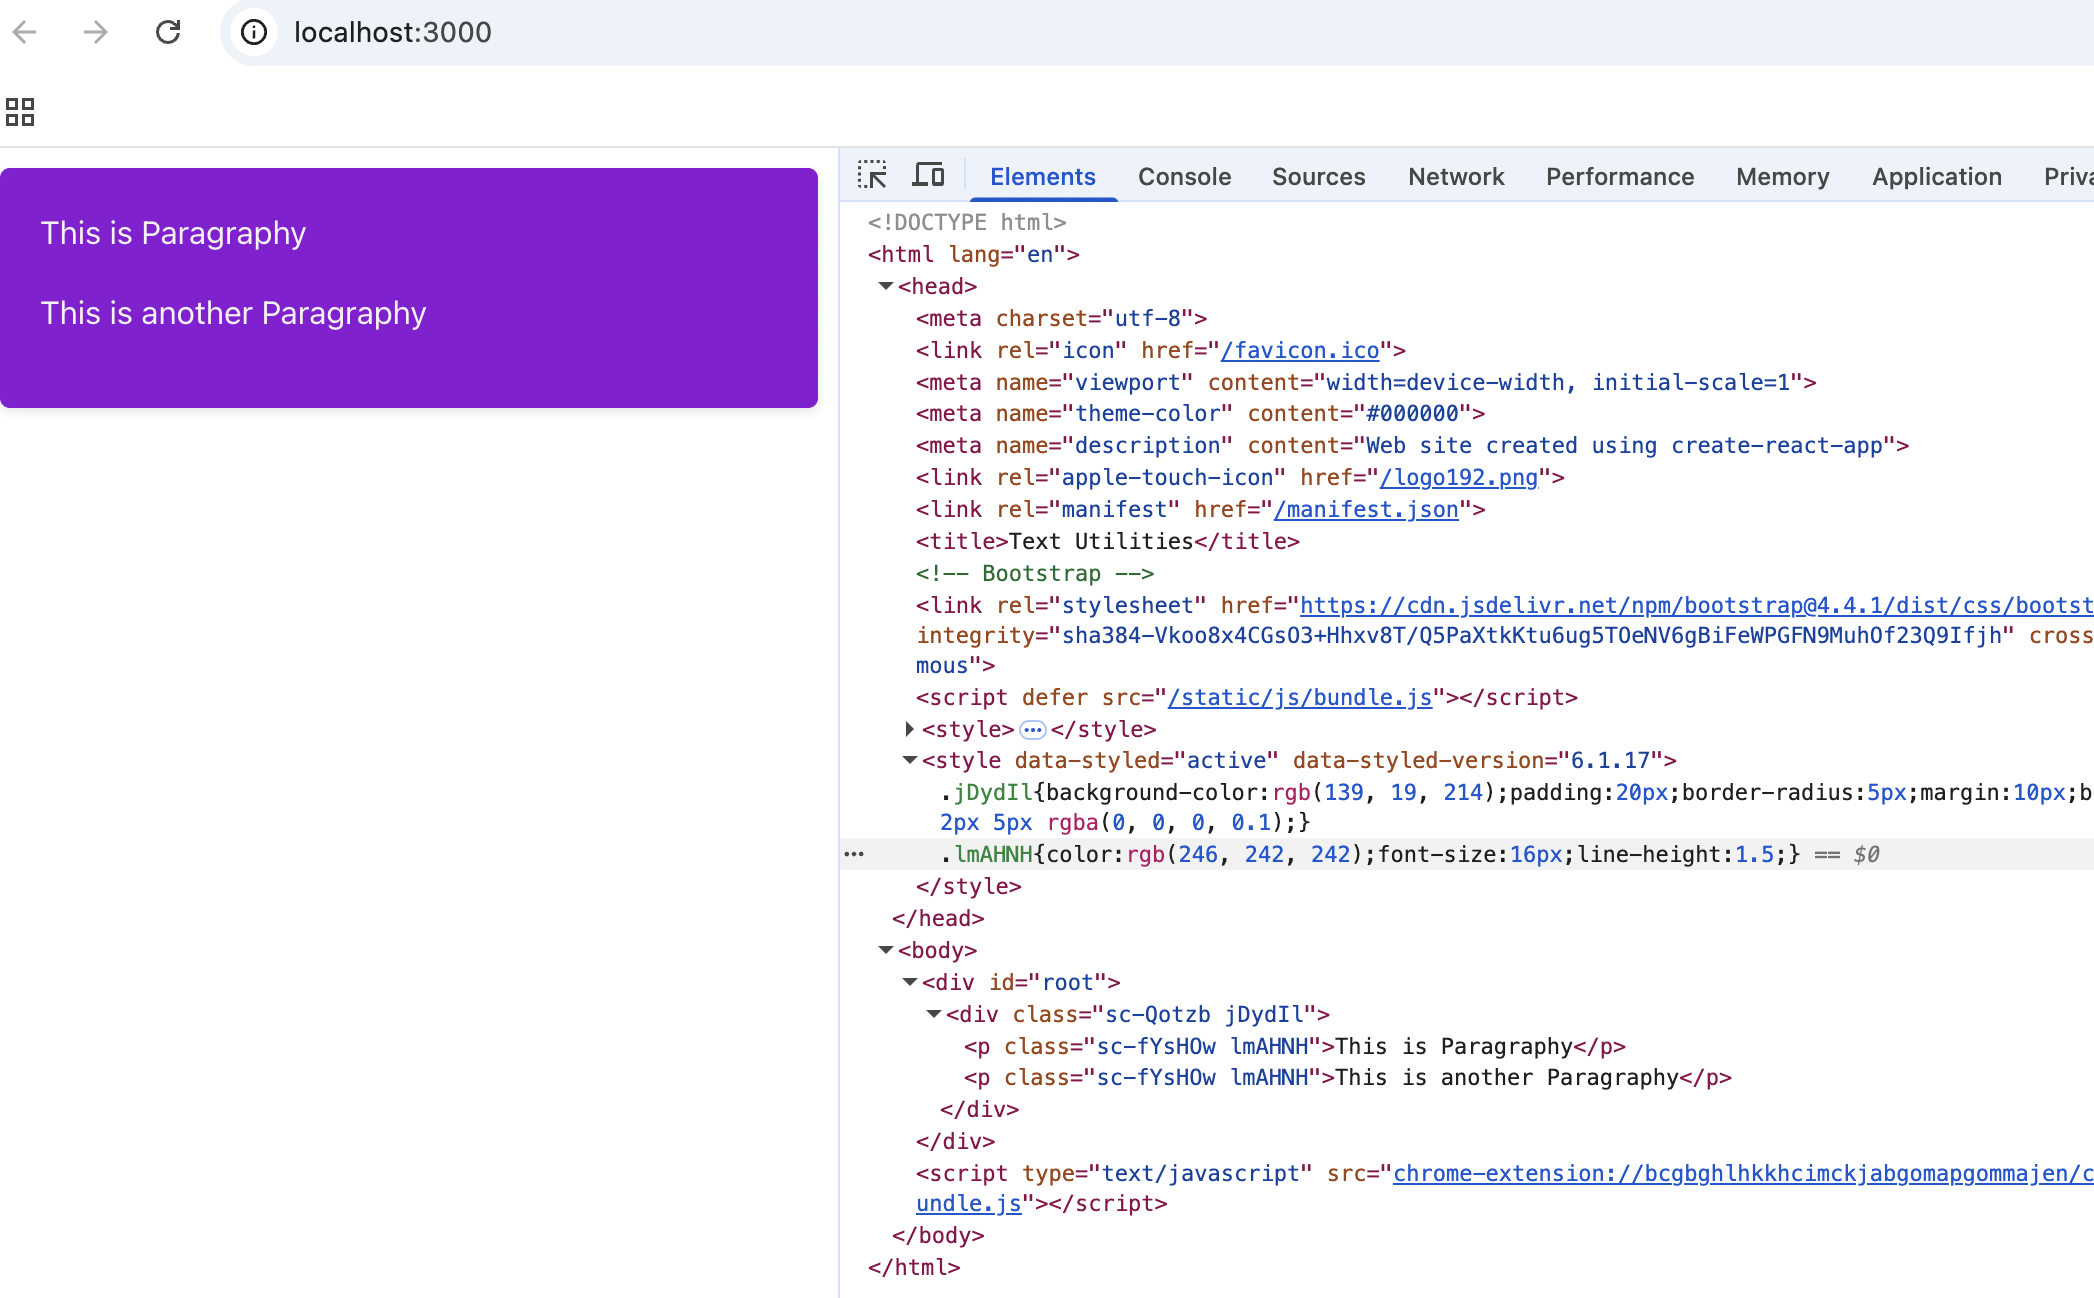 localhost:3000
This is Paragraphy
This is another Paragraphy
Elements Console Sources Network Performance Memory Application Priva
<!DOCTYPE html>
<html lang="en">
<head>
<meta charset="utf-8">
<link rel="icon" href="/favicon.ico">
<meta name="viewport" content="width=device-width, initial-scale=1">
<meta name="theme-color" content="#000000">
<meta name="description" content="Web site created using create-react-app">
<link rel="apple-touch-icon" href="/logo192.png">
<link rel="manifest" href="/manifest.json">
<title>Text Utilities</title>
<!-- Bootstrap -->
<link rel="stylesheet" href="https://cdn.jsdelivr.net/npm/bootstrap@4.4.1/dist/css/bootst
integrity="sha384-Vkoo8x4CGsO3+Hhxv8T/Q5PaXtkKtu6ug5TOeNV6gBiFeWPGFN9MuhOf23Q9Ifjh" cross
mous">
<script defer src="/static/js/bundle.js"></script>
<style>…</style>
<style data-styled="active" data-styled-version="6.1.17">
.jDydIl{background-color:rgb(139, 19, 214);padding:20px;border-radius:5px;margin:10px;b
2px 5px rgba(0, 0, 0, 0.1);}
… .lmAHNH{color:rgb(246, 242, 242);font-size:16px;line-height:1.5;} == $0
</style>
</head>
<body>
<div id="root">
<div class="sc-Qotzb jDydIl">
<p class="sc-fYsHOw lmAHNH">This is Paragraphy</p>
<p class="sc-fYsHOw lmAHNH">This is another Paragraphy</p>
</div>
</div>
<script type="text/javascript" src="chrome-extension://bcgbghlhkkhcimckjabgomapgommajen/c
undle.js"></script>
</body>
</html>